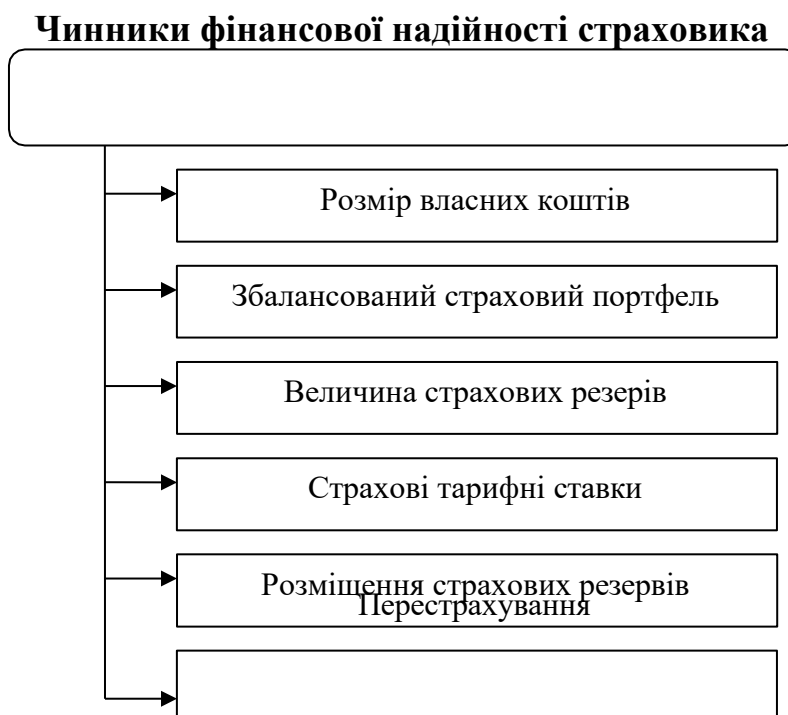 Чинники фінансової надійності страховика
Розмір власних коштів
Збалансований страховий портфель
Величина страхових резерів
Страхові тарифні ставки
Розміщення страхових резервів
Перестрахування